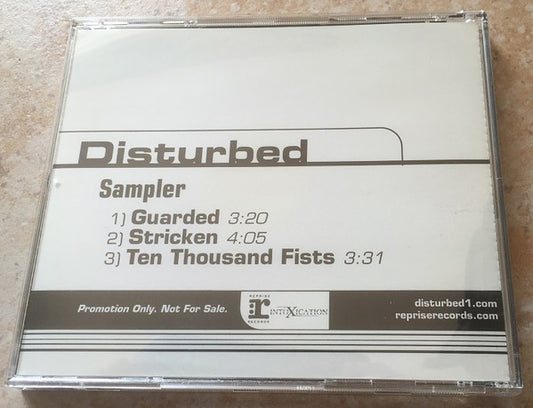 Disturbed
Sampler
1) Guarded 3:20
2) Stricken 4:05
3) Ten Thousand Fists 3:31
Promotion Only. Not For Sale.
REPRISE
r
RECORDS
INTOXICATION
disturbed1.com
repriserecords.com